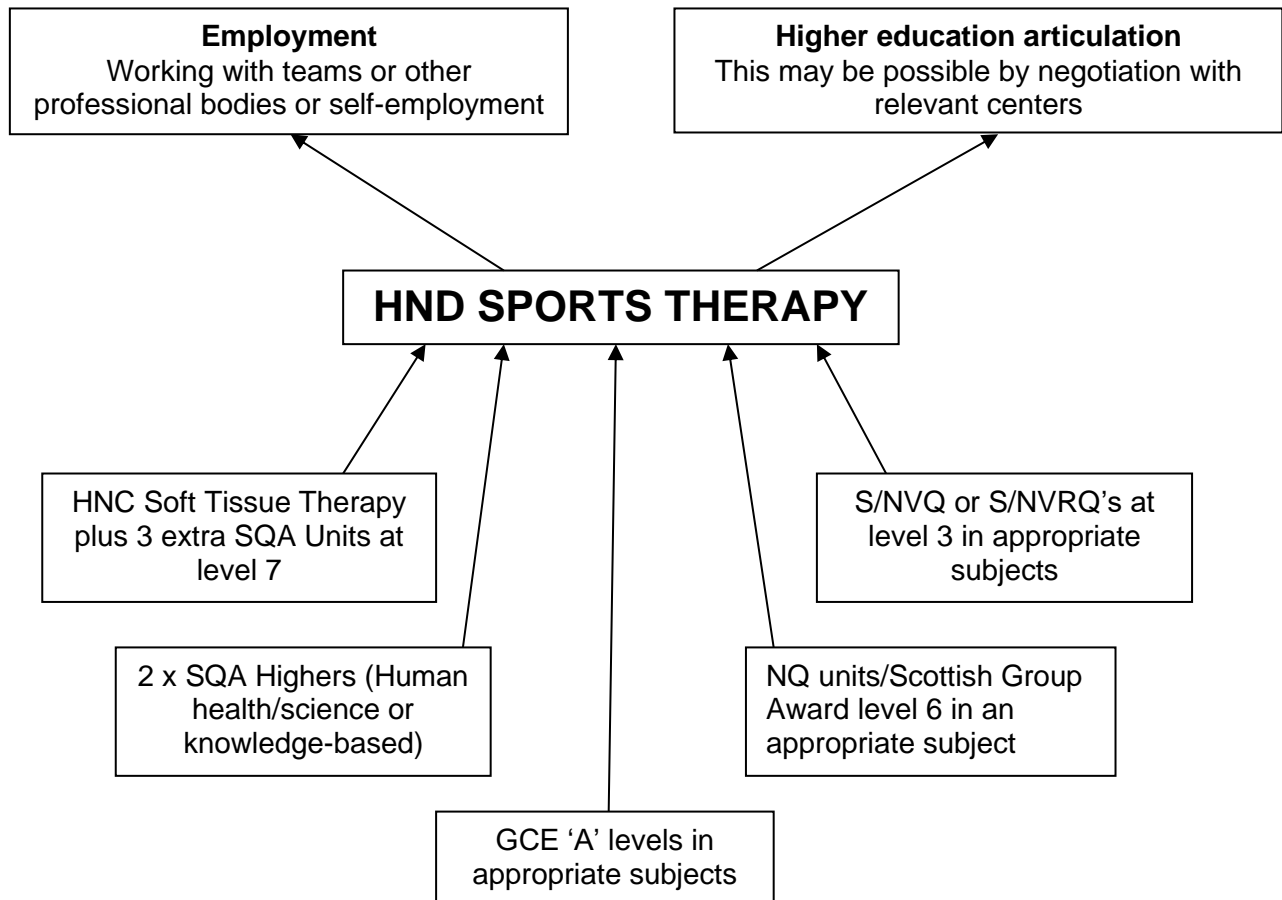 Employment
Working with teams or other
professional bodies or self-employment
Higher education articulation
This may be possible by negotiation with
relevant centers
HND SPORTS THERAPY
HNC Soft Tissue Therapy
plus 3 extra SQA Units at
level 7
S/NVQ or S/NVRQ’s at
level 3 in appropriate
subjects
2 x SQA Highers (Human
health/science or
knowledge-based)
NQ units/Scottish Group
Award level 6 in an
appropriate subject
GCE ‘A’ levels in
appropriate subjects